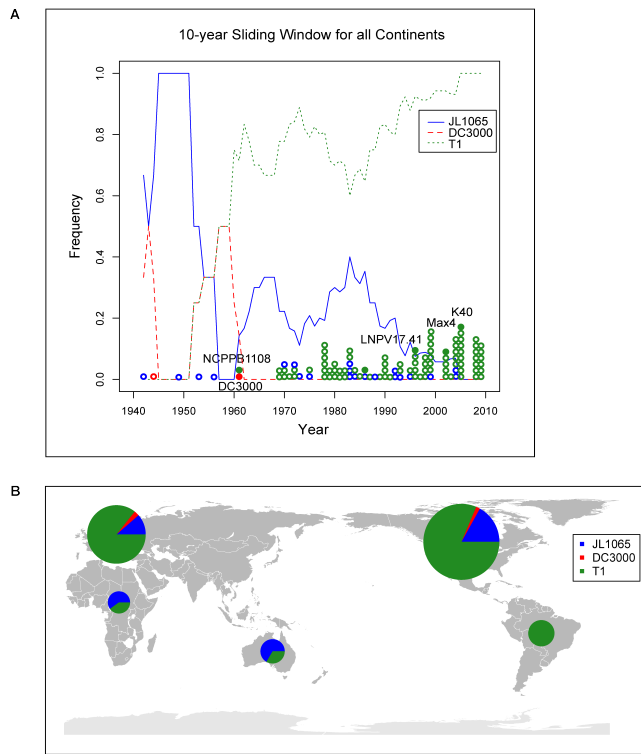 A
10-year Sliding Window for all Continents
Frequency
1.0
0.8
0.6
0.4
0.2
0.0
JL1065
DC3000
T1
K40
Max4
LNPV17.41
NCPPB1108
DC3000
1940 1950 1960 1970 1980 1990 2000 2010
Year
B
JL1065
DC3000
T1